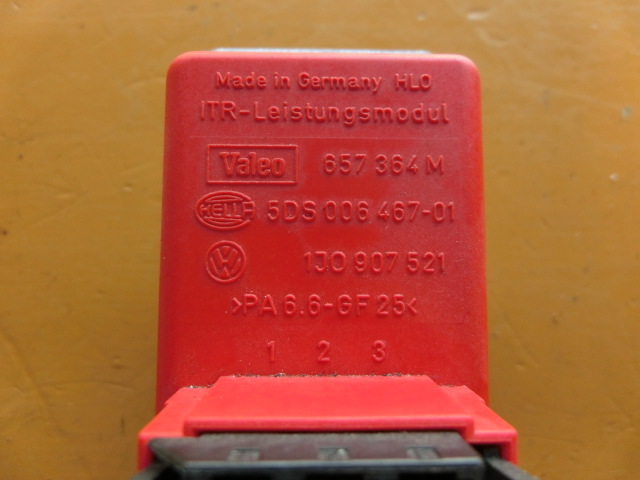 Made in Germany HLO
ITR-Leistungsmodul
Valeo 657 364 M
HELLA 5DS 006 467-01
VW 1J0 907 521
>PA 6.6-GF 25<
1 2 3